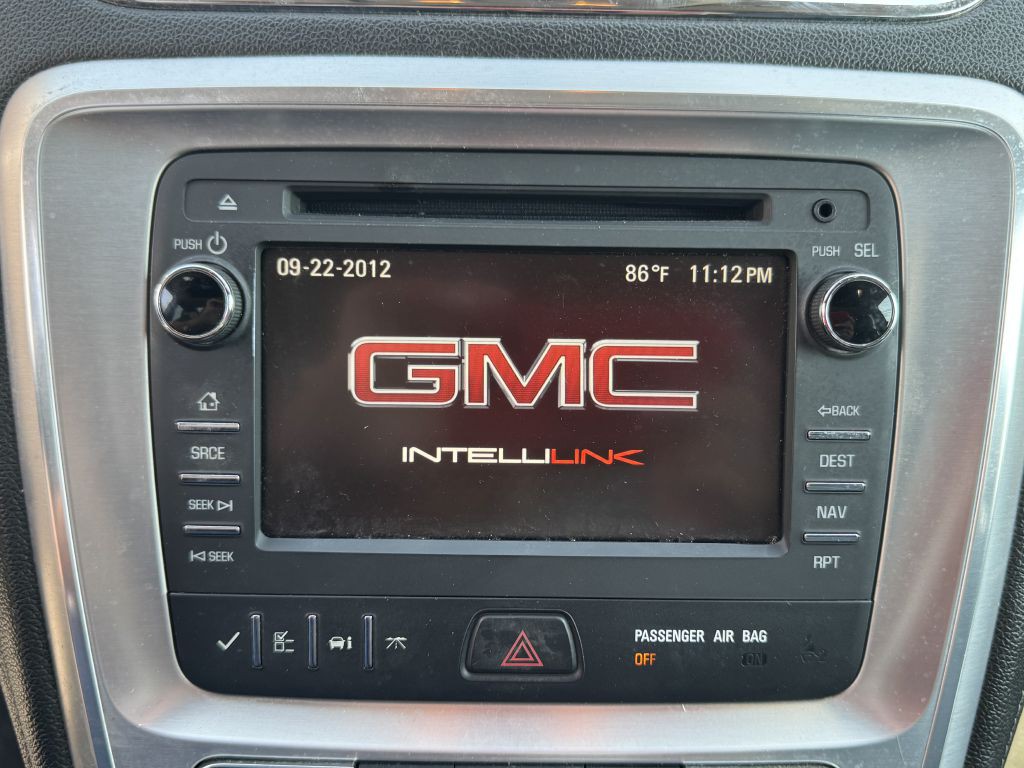 PUSH
PUSH SEL
09-22-2012 86°F 11:12 PM
GMC
INTELLILINK
SRCE
SEEK
SEEK
BACK
DEST
NAV
RPT
PASSENGER AIR BAG
OFF ON